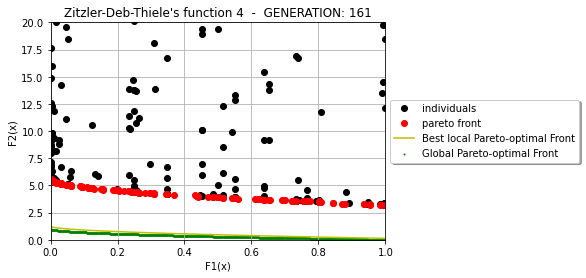 Zitzler-Deb-Thiele's function 4  -  GENERATION: 161
20.0
17.5
15.0
12.5
10.0
7.5
5.0
2.5
0.0
F2(x)
0.0 0.2 0.4 0.6 0.8 1.0
F1(x)
individuals
pareto front
Best local Pareto-optimal Front
Global Pareto-optimal Front